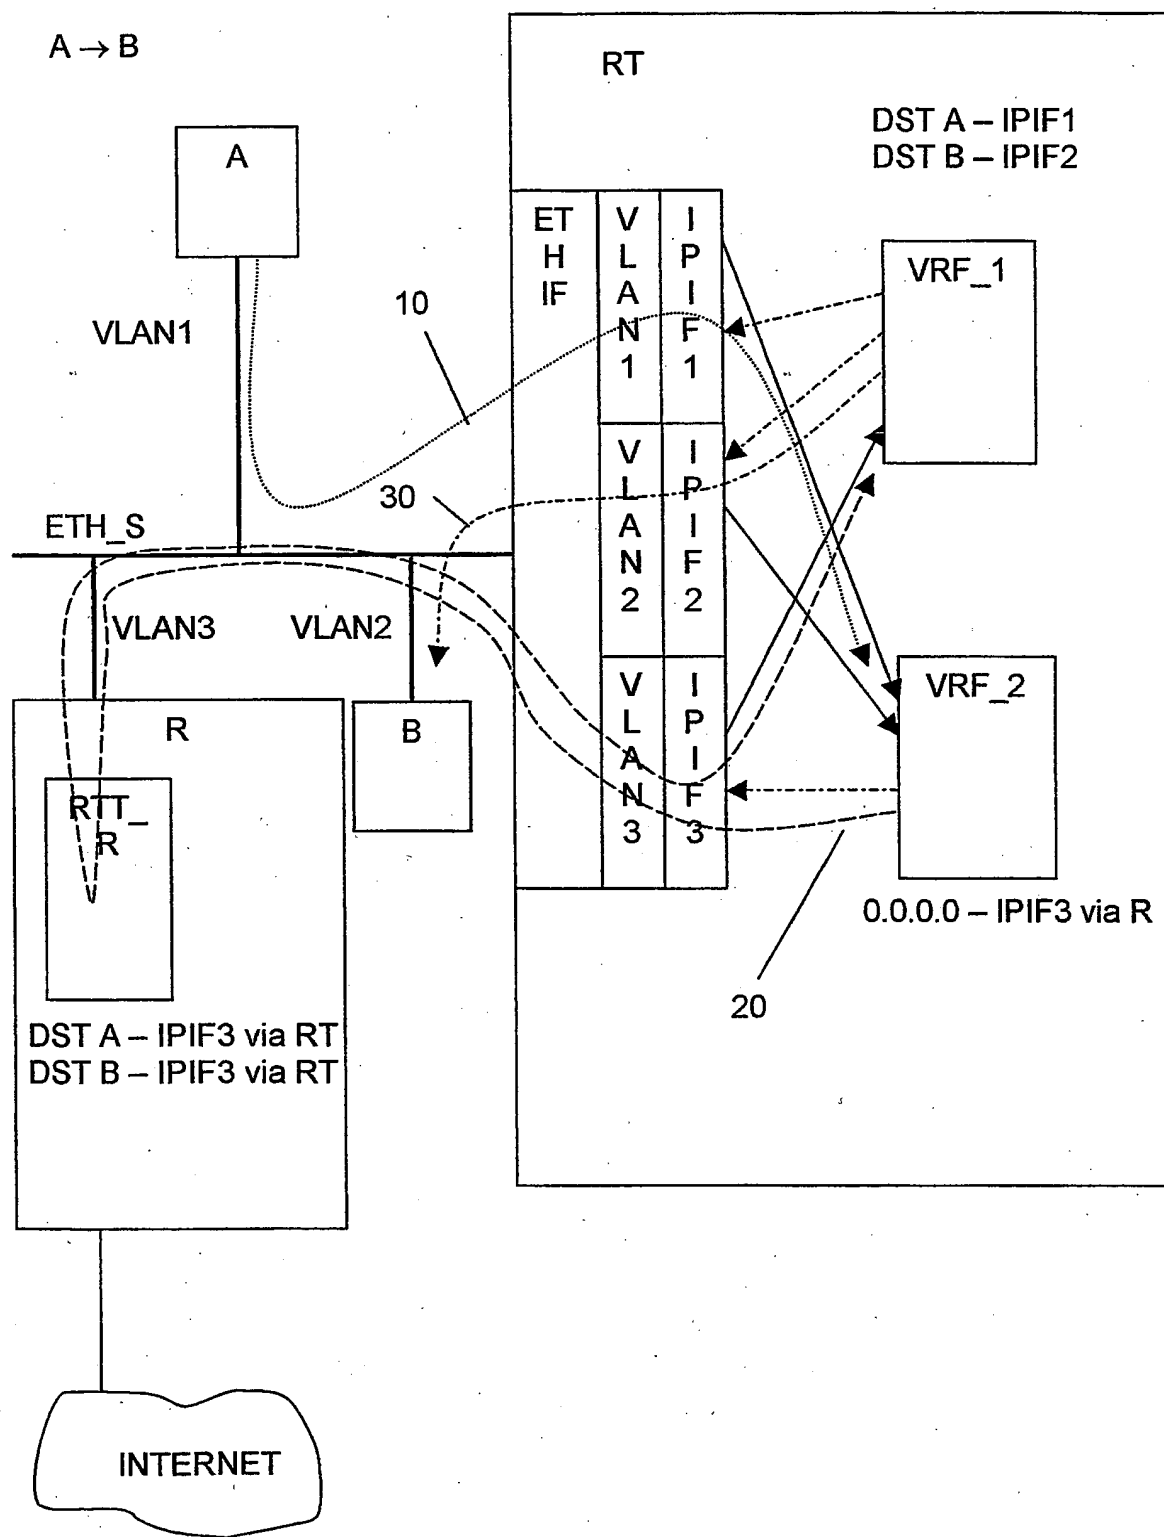 A → B
RT
DST A – IPIF1
DST B – IPIF2
A
ET
H
IF
V
L
A
N
1
I
P
I
F
1
VRF_1
10
VLAN1
V
L
A
N
2
I
P
I
F
2
30
ETH_S
VLAN3
VLAN2
V
L
A
N
3
I
P
I
F
3
VRF_2
R
B
RTT_
R
0.0.0.0 – IPIF3 via R
20
DST A – IPIF3 via RT
DST B – IPIF3 via RT
INTERNET